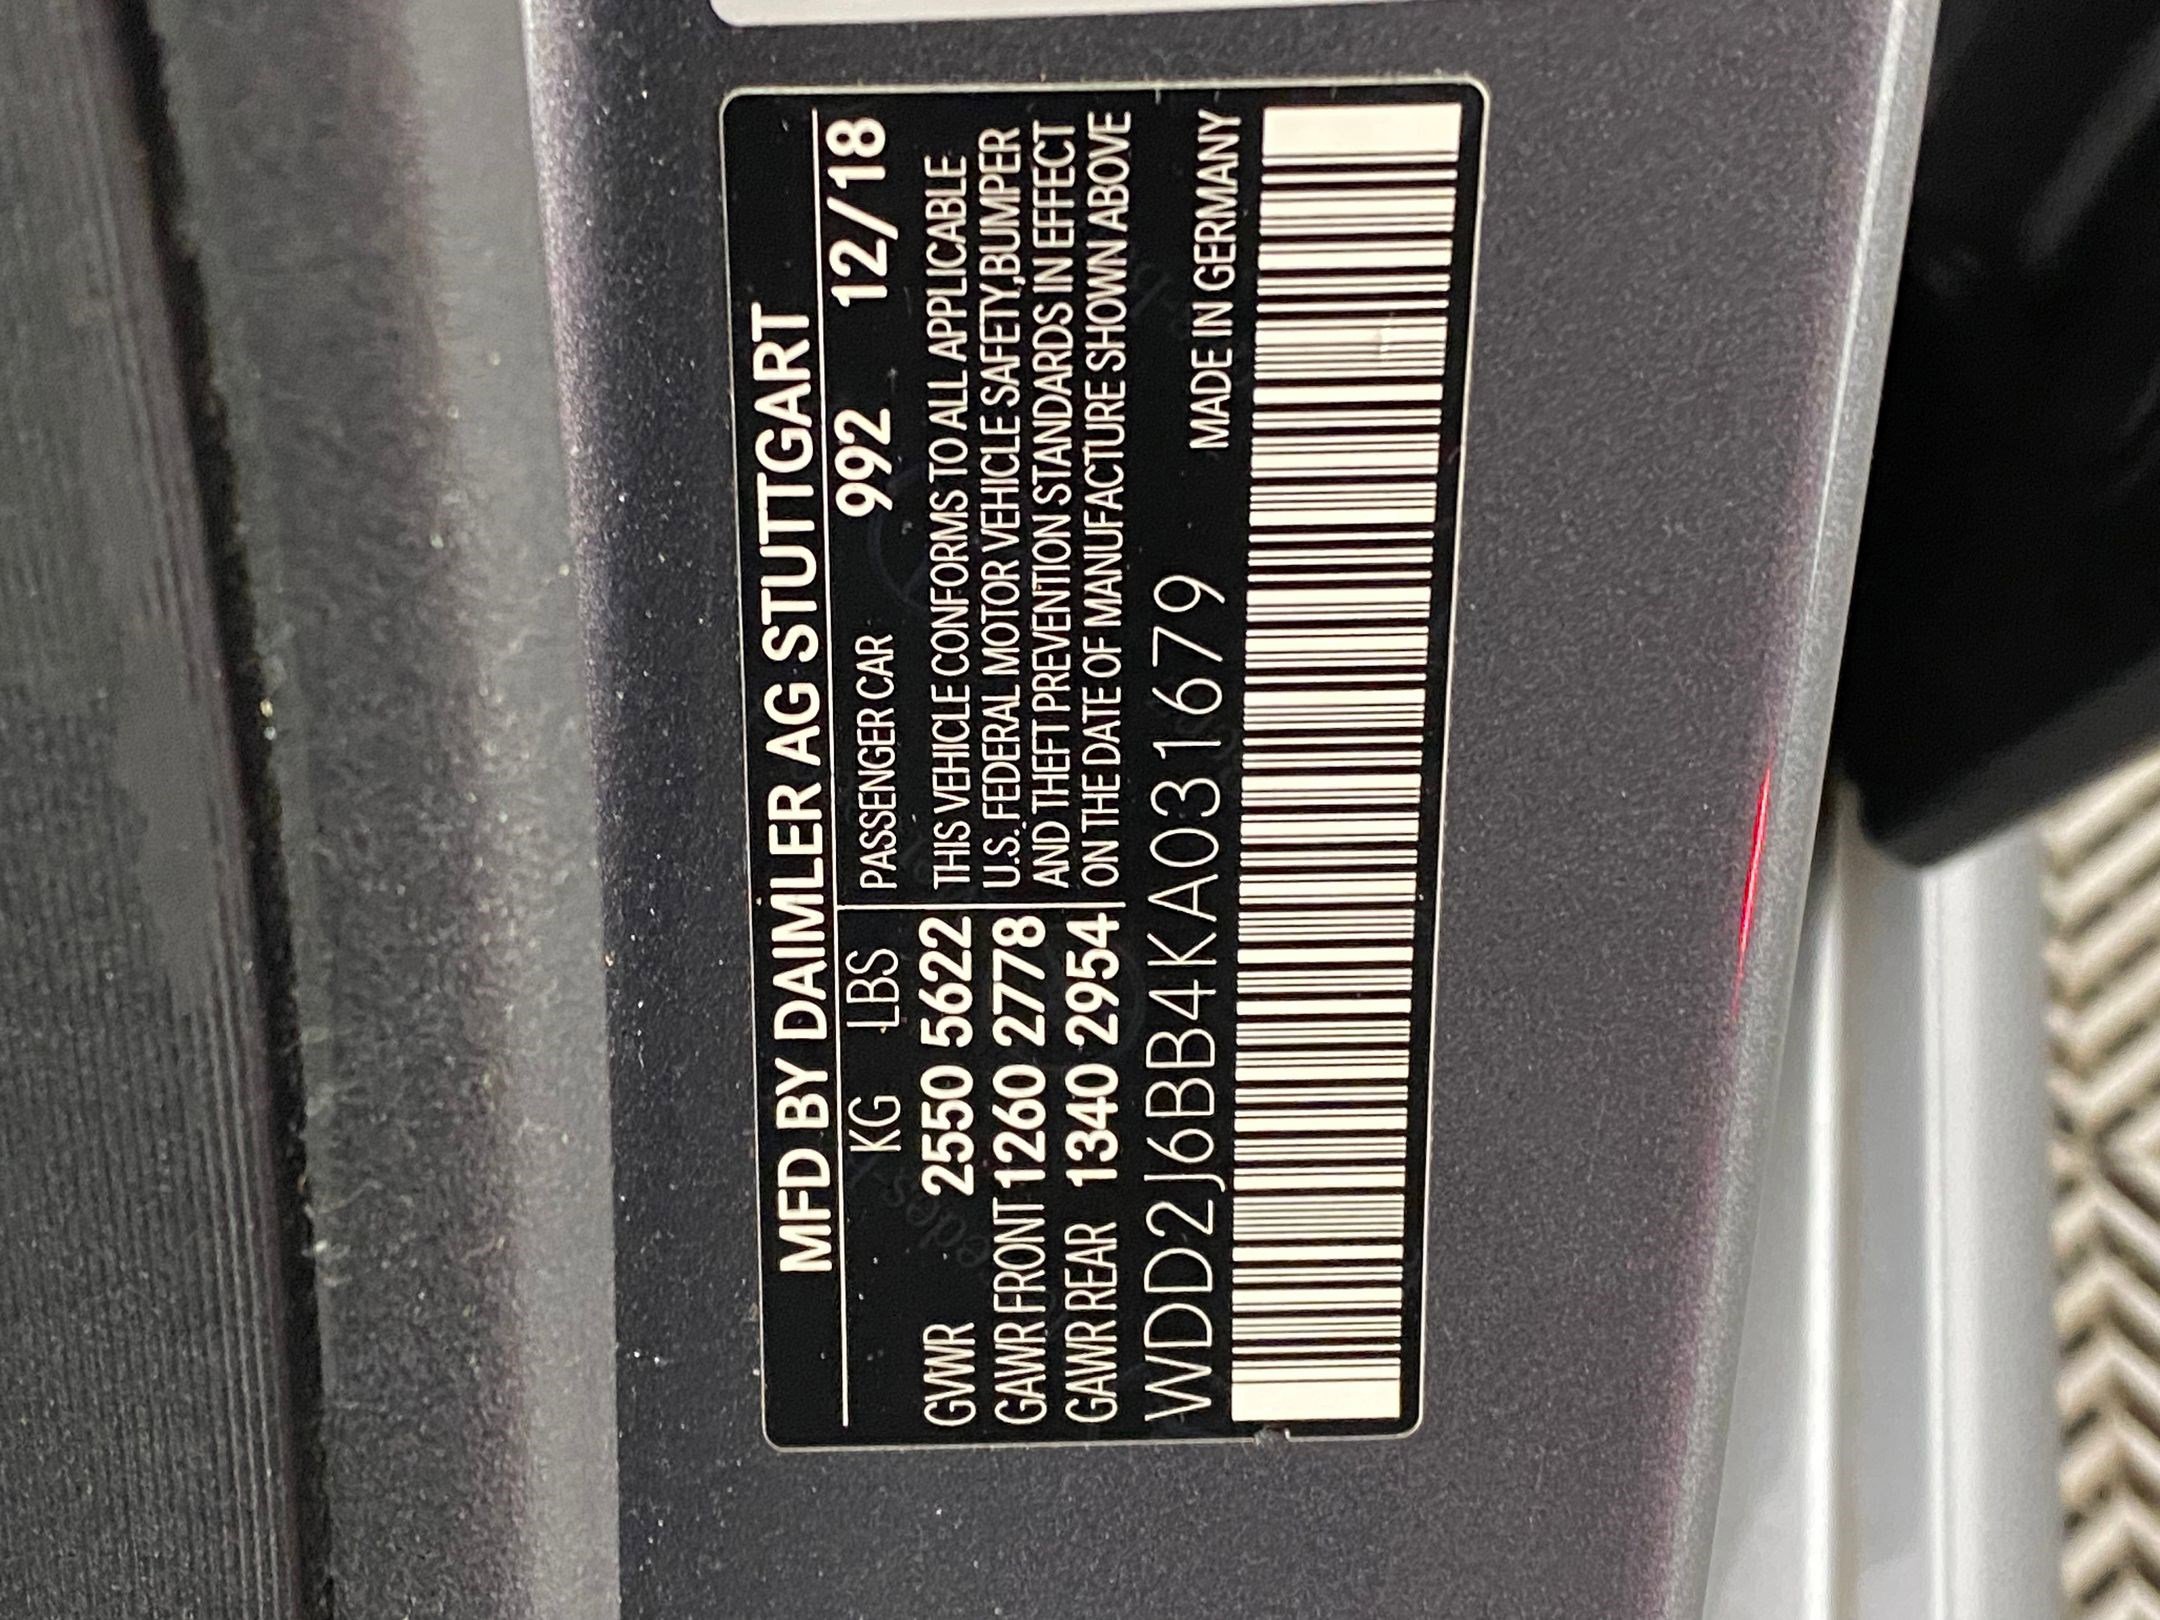 MFD BY DAIMLER AG STUTTGART
KG LBS PASSENGER CAR 992 12/18
GVWR 2550 5622 THIS VEHICLE CONFORMS TO ALL APPLICABLE
GAWR FRONT 1260 2778 U.S. FEDERAL MOTOR VEHICLE SAFETY,BUMPER
GAWR REAR 1340 2954 AND THEFT PREVENTION STANDARDS IN EFFECT
ON THE DATE OF MANUFACTURE SHOWN ABOVE
WDD2J6BB4KA031679 MADE IN GERMANY